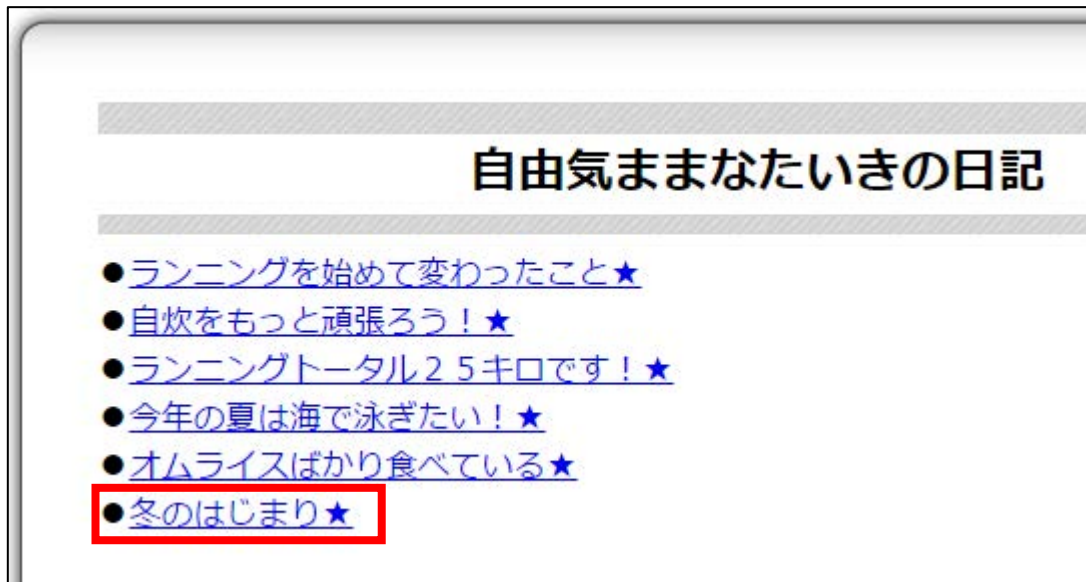 自由気ままなたいきの日記
●ランニングを始めて変わったこと★
●自炊をもっと頑張ろう！★
●ランニングトータル２５キロです！★
●今年の夏は海で泳ぎたい！★
●オムライスばかり食べている★
●冬のはじまり★